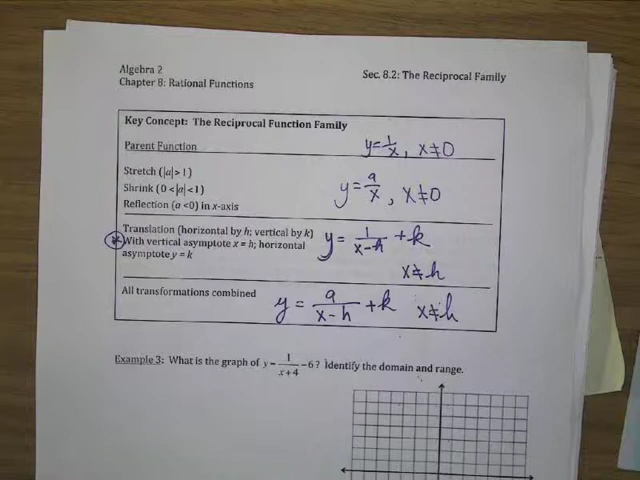 Algebra 2
Sec. 8.2: The Reciprocal Family
Chapter 8: Rational Functions
Key Concept: The Reciprocal Function Family
Parent Function
y = 1/x, x ≠ 0
Stretch (|a| > 1)
Shrink (0 < |a| < 1)
y = a/x, x ≠ 0
Reflection (a < 0) in x-axis
Translation (horizontal by h; vertical by k)
With vertical asymptote x = h; horizontal
asymptote y = k
y = 1/(x-h) + k
x ≠ h
All transformations combined
y = a/(x-h) + k x ≠ h
Example 3: What is the graph of y = 1/(x+4) - 6? Identify the domain and range.